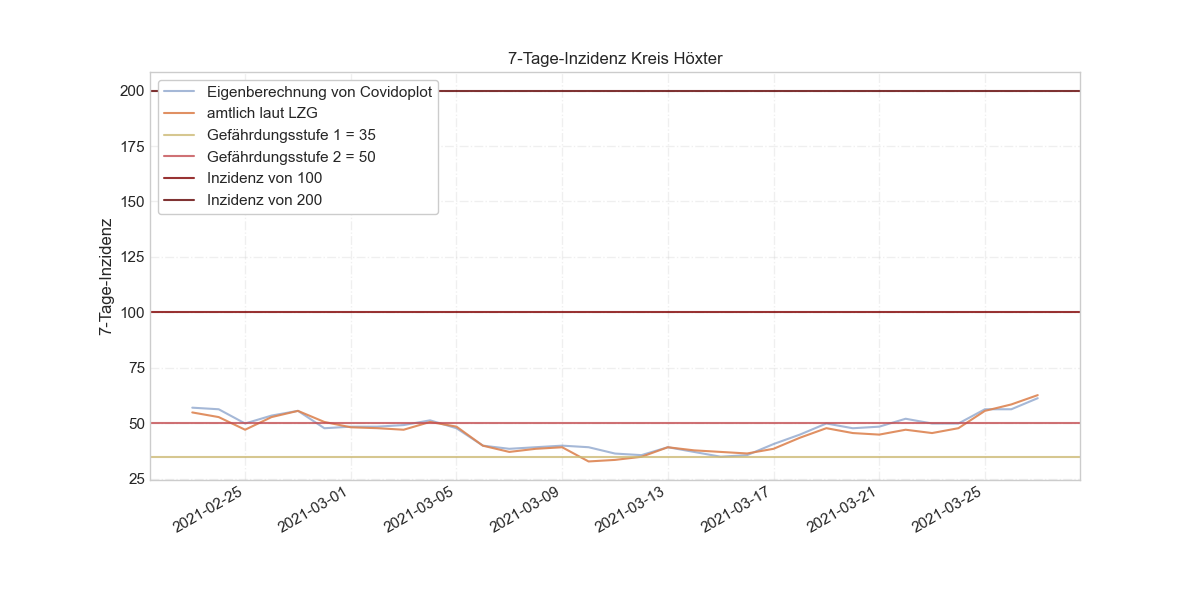 7-Tage-Inzidenz Kreis Höxter
Eigenberechnung von Covidoplot
amtlich laut LZG
Gefährdungsstufe 1 = 35
Gefährdungsstufe 2 = 50
Inzidenz von 100
Inzidenz von 200
7-Tage-Inzidenz
200
175
150
125
100
75
50
25
2021-02-25
2021-03-01
2021-03-05
2021-03-09
2021-03-13
2021-03-17
2021-03-21
2021-03-25